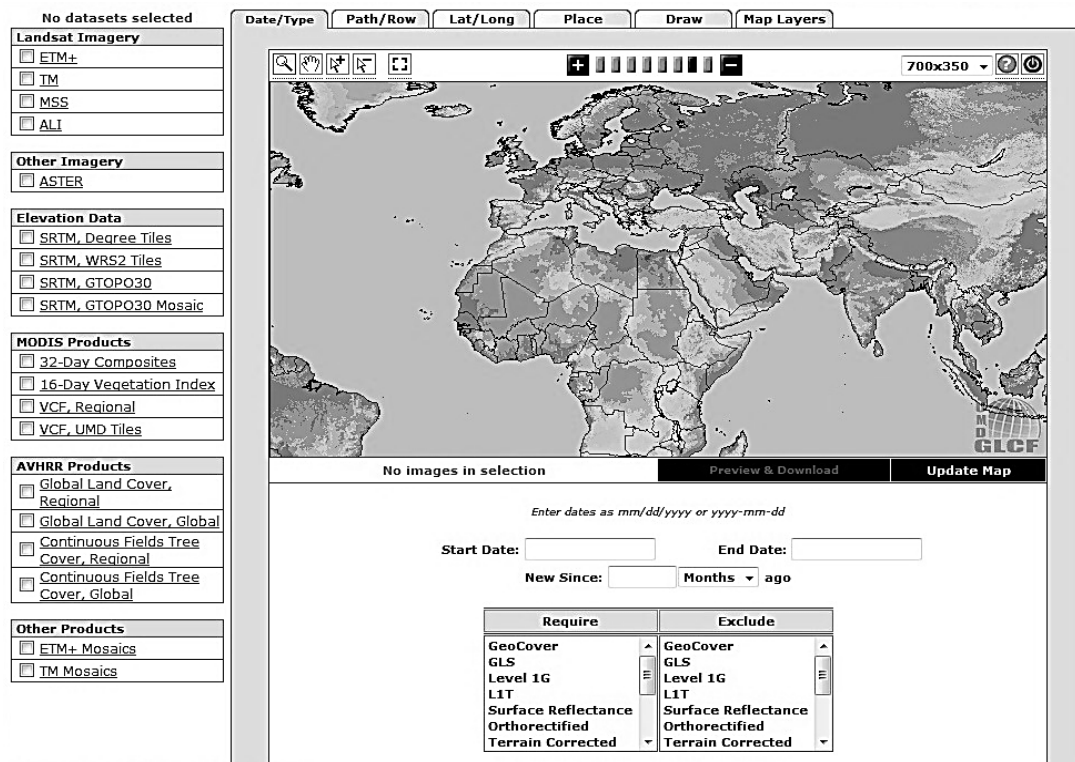 No datasets selected
Landsat Imagery
ETM+
TM
MSS
ALI
Other Imagery
ASTER
Elevation Data
SRTM, Degree Tiles
SRTM, WRS2 Tiles
SRTM, GTOPO30
SRTM, GTOPO30 Mosaic
MODIS Products
32-Day Composites
16-Day Vegetation Index
VCF, Regional
VCF, UMD Tiles
AVHRR Products
Global Land Cover,
Regional
Global Land Cover, Global
Continuous Fields Tree
Cover, Regional
Continuous Fields Tree
Cover, Global
Other Products
ETM+ Mosaics
TM Mosaics
Date/Type Path/Row Lat/Long Place Draw Map Layers
700x350
UMD
GLCF
No images in selection Preview & Download Update Map
Enter dates as mm/dd/yyyy or yyyy-mm-dd
Start Date: End Date:
New Since: Months ago
Require Exclude
GeoCover GeoCover
GLS GLS
Level 1G Level 1G
L1T L1T
Surface Reflectance Surface Reflectance
Orthorectified Orthorectified
Terrain Corrected Terrain Corrected